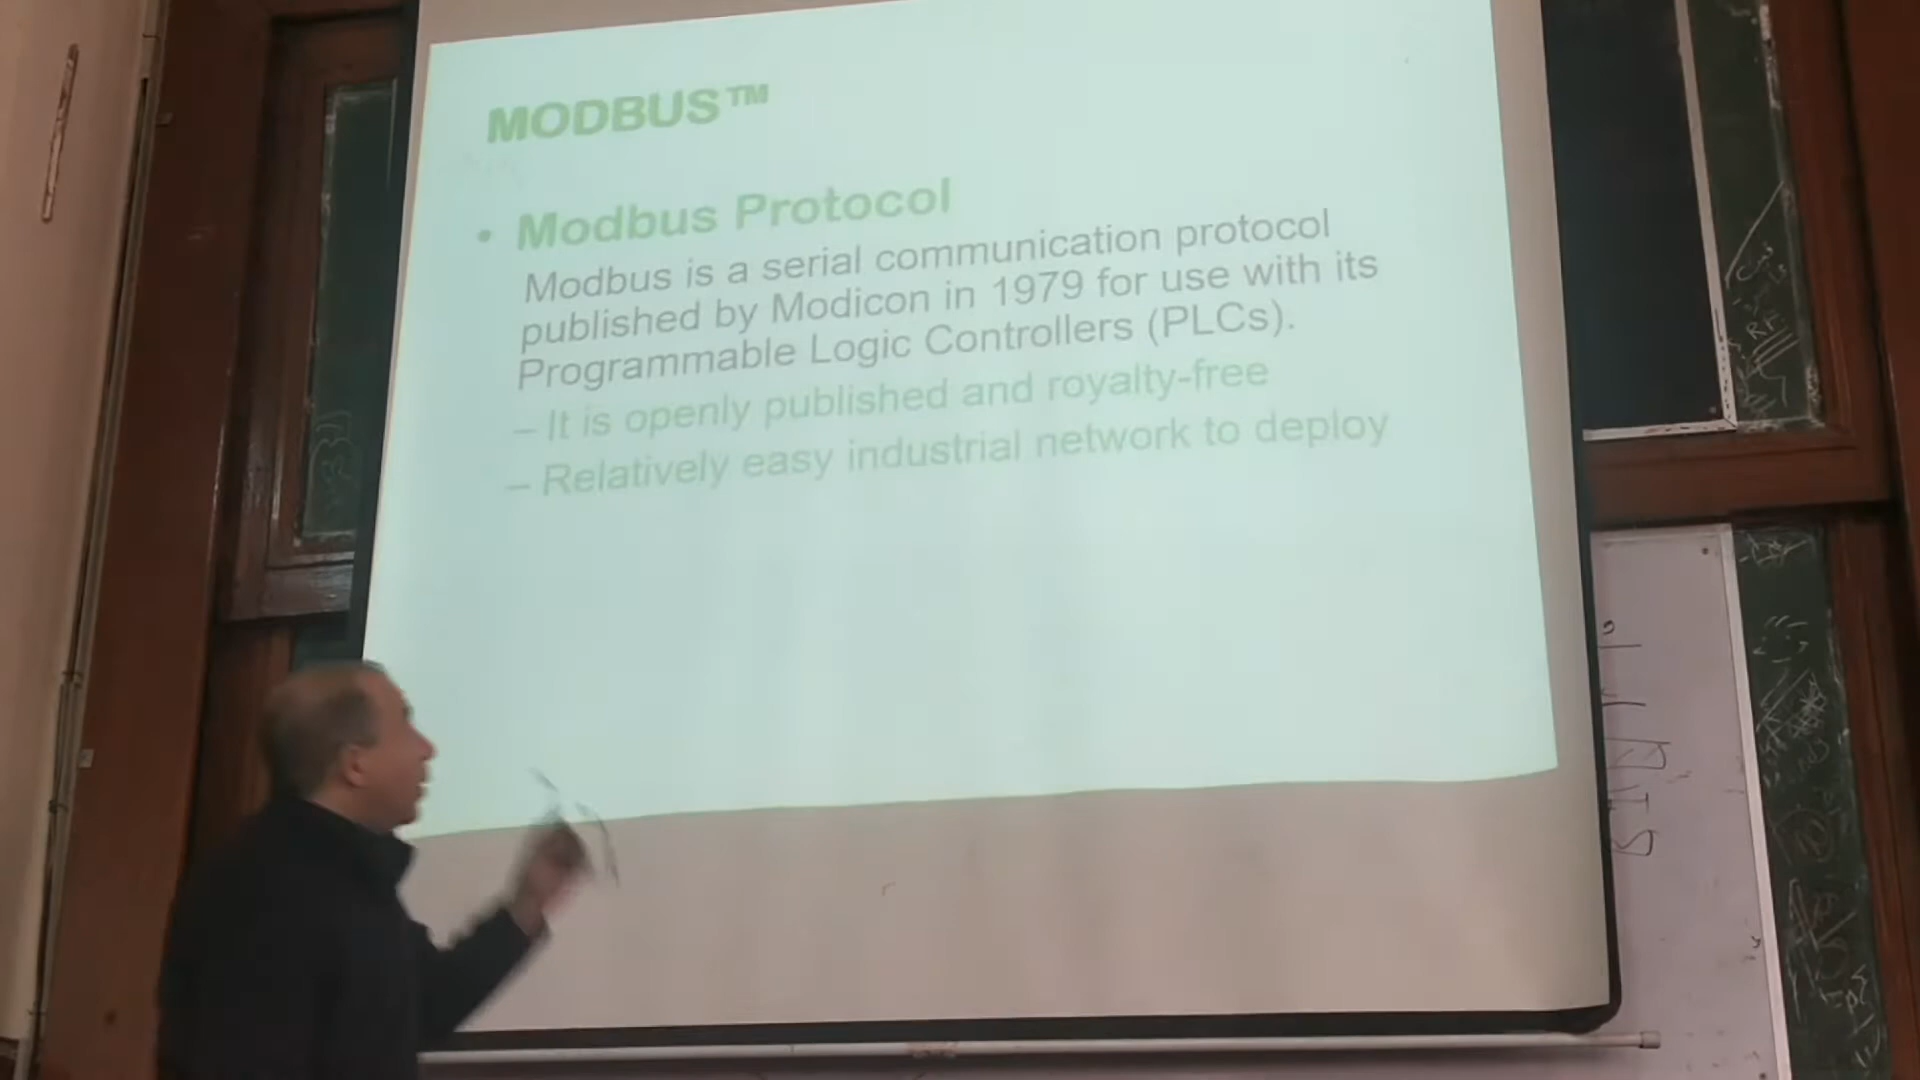 MODBUS™
• Modbus Protocol
Modbus is a serial communication protocol
published by Modicon in 1979 for use with its
Programmable Logic Controllers (PLCs).
– It is openly published and royalty-free
– Relatively easy industrial network to deploy